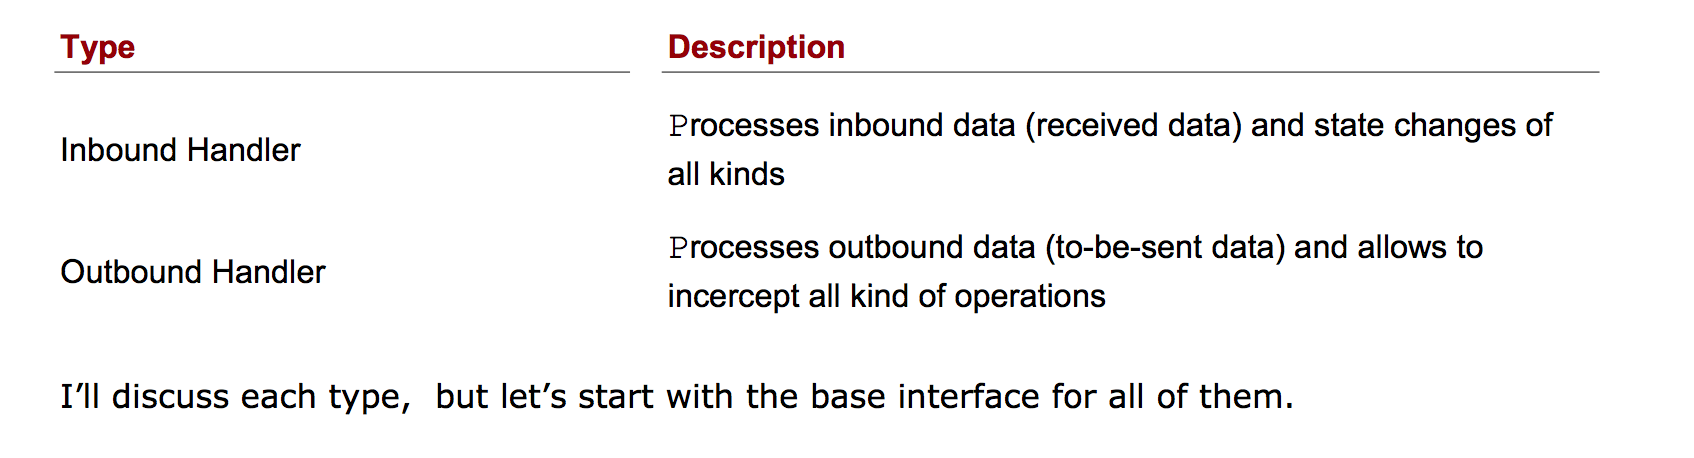 Type Description
Inbound Handler
Processes inbound data (received data) and state changes of
all kinds
Outbound Handler
Processes outbound data (to-be-sent data) and allows to
incercept all kind of operations
I’ll discuss each type,  but let’s start with the base interface for all of them.